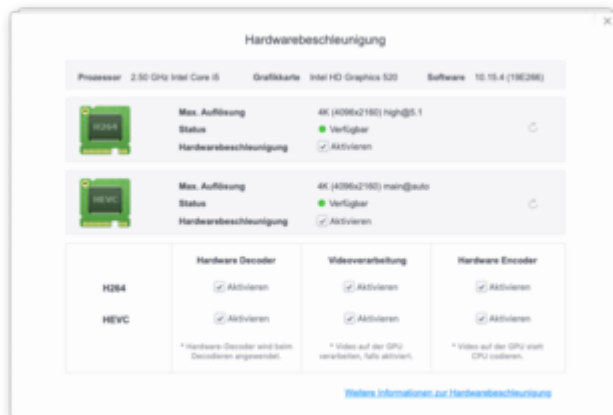 Hardwarebeschleunigung
Prozessor 2.50 GHz Intel Core i5 Grafikkarte Intel HD Graphics 520 Software 10.15.4 (19E266)
H264
Max. Auflösung 4K (4096x2160) high@5.1
Status Verfügbar
Hardwarebeschleunigung Aktivieren
HEVC
Max. Auflösung 4K (4096x2160) main@auto
Status Verfügbar
Hardwarebeschleunigung Aktivieren
Hardware Decoder Videoverarbeitung Hardware Encoder
H264 Aktivieren Aktivieren Aktivieren
HEVC Aktivieren Aktivieren Aktivieren
* Hardware-Decoder wird beim * Video auf der GPU * Video auf der GPU statt
Decodieren angewendet. verarbeiten, falls aktiviert. CPU codieren.
Weitere Informationen zur Hardwarebeschleunigung